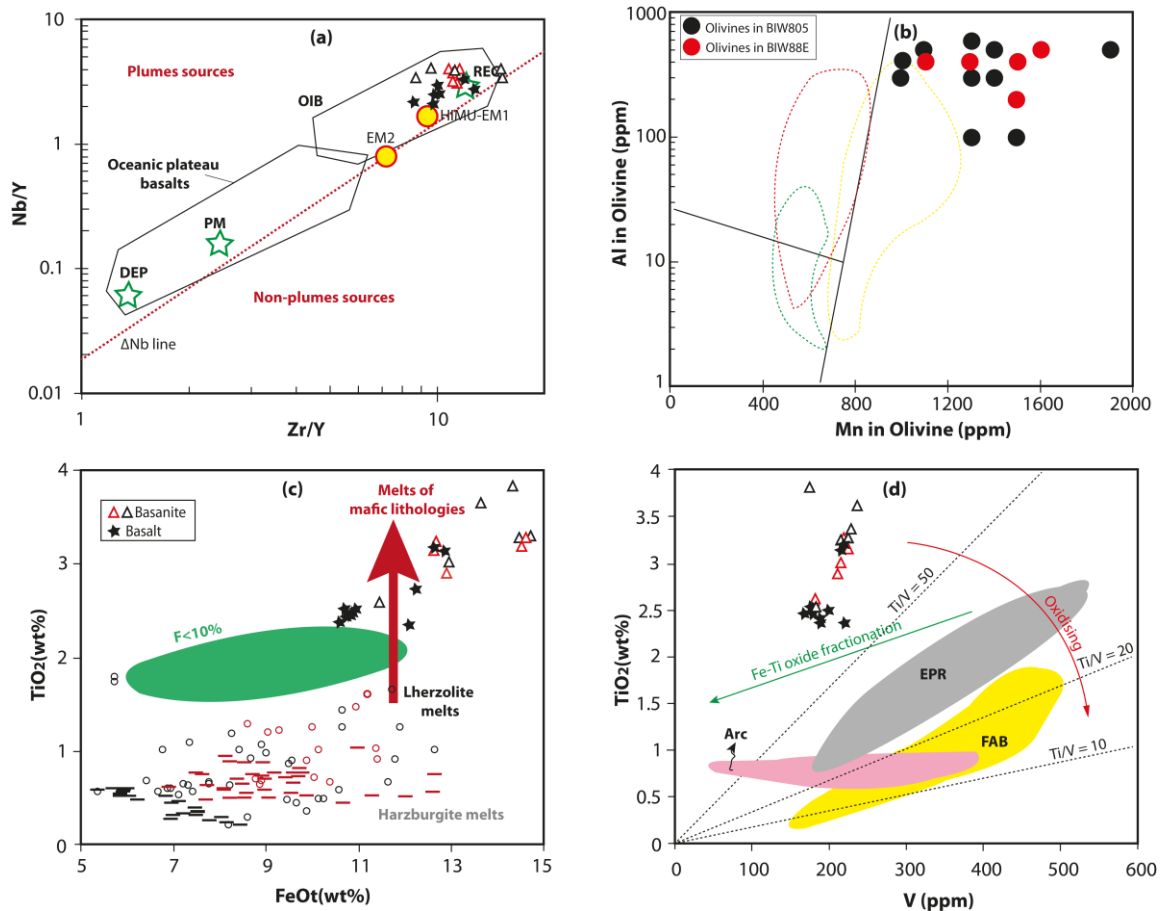 (a)
Plumes sources
REC
OIB
HIMU-EM1
EM2
Oceanic plateau
basalts
PM
DEP
Non-plumes sources
ΔNb line
Nb/Y
10
1
0.1
0.01
1
10
Zr/Y
(b)
Olivines in BIW805
Olivines in BIW88E
Al in Olivine (ppm)
1000
100
10
1
400
800
1200
1600
2000
Mn in Olivine (ppm)
(c)
Basanite
Basalt
Melts of
mafic lithologies
F<10%
Lherzolite
melts
Harzburgite melts
TiO2(wt%)
4
3
2
1
0
5
7
9
11
13
15
FeOt(wt%)
(d)
Ti/V= 50
Oxidising
Fe-Ti oxide fractionation
EPR
Ti/V= 20
FAB
Arc
Ti/V= 10
TiO2(wt%)
4
3.5
3
2.5
2
1.5
1
0.5
0
0
100
200
300
400
500
600
V (ppm)